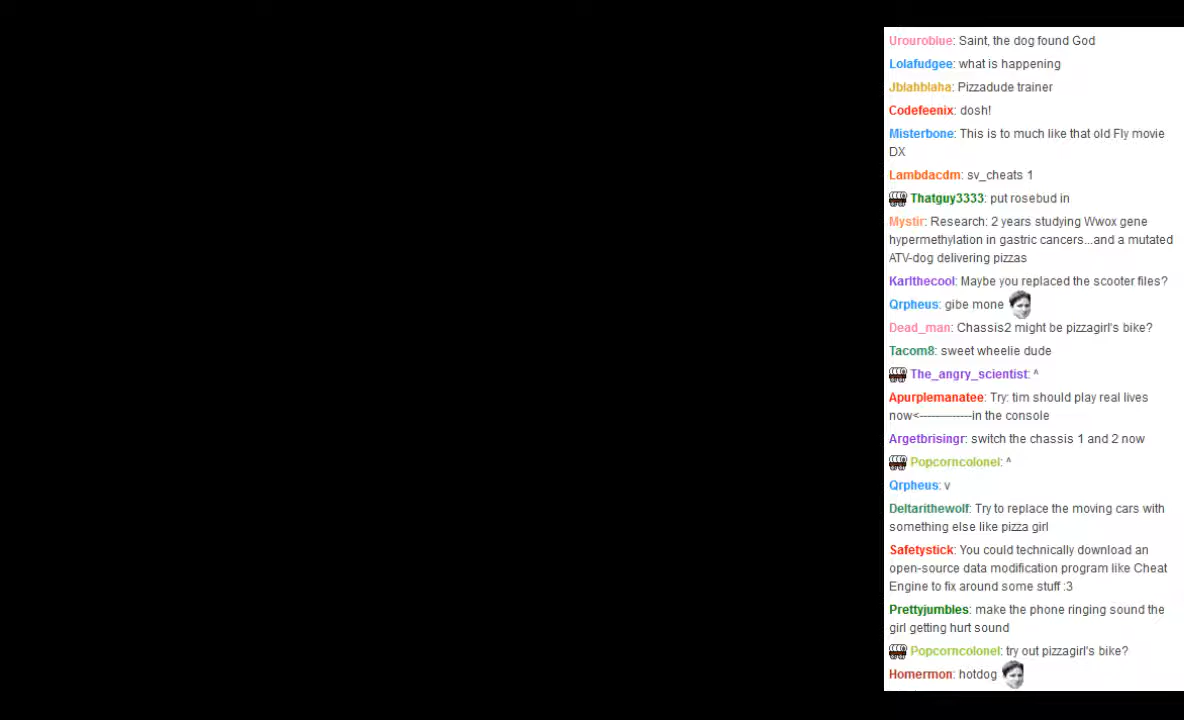 Urouroblue: Saint, the dog found God
Lolafudgee: what is happening
Jblahblaha: Pizzadude trainer
Codefeenix: dosh!
Misterbone: This is to much like that old Fly movie
DX
Lambdacdm: sv_cheats 1
Thatguy3333: put rosebud in
Mystir: Research: 2 years studying Wwox gene
hypermethylation in gastric cancers...and a mutated
ATV-dog delivering pizzas
Karlthecool: Maybe you replaced the scooter files?
Qrpheus: gibe mone
Dead_man: Chassis2 might be pizzagirl's bike?
Tacom8: sweet wheelie dude
The_angry_scientist: ^
Apurplemanatee: Try: tim should play real lives
now<-------------in the console
Argetbrisingr: switch the chassis 1 and 2 now
Popcorncolonel: ^
Qrpheus: v
Deltarithewolf: Try to replace the moving cars with
something else like pizza girl
Safetystick: You could technically download an
open-source data modification program like Cheat
Engine to fix around some stuff :3
Prettyjumbles: make the phone ringing sound the
girl getting hurt sound
Popcorncolonel: try out pizzagirl's bike?
Homermon: hotdog